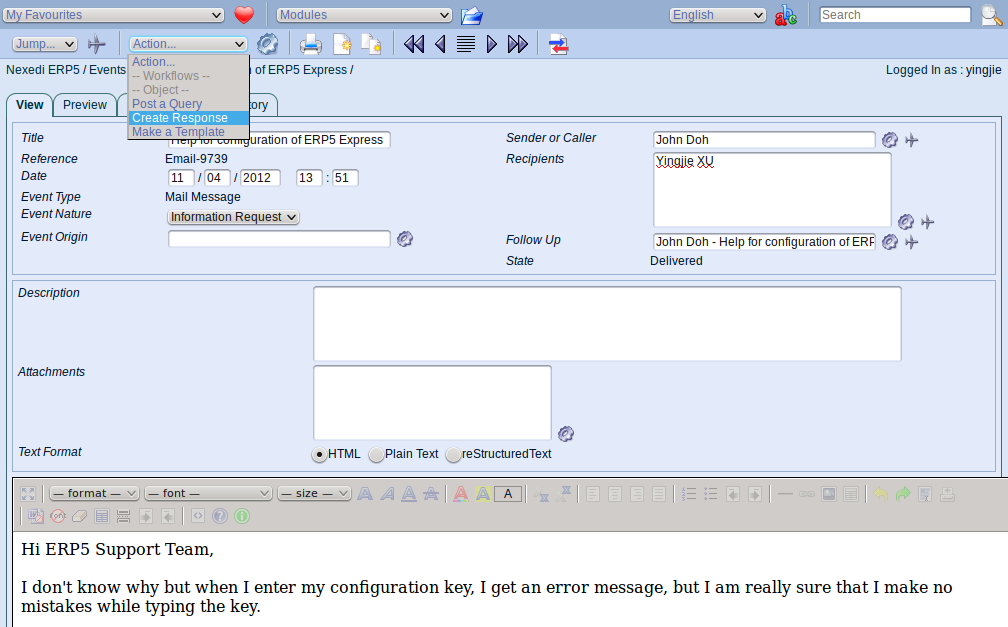 My Favourites Modules English Search
Jump... Action...
Nexedi ERP5 / Events of ERP5 Express / Logged In as : yingjie
Action...
-- Workflows --
-- Object --
Post a Query
Create Response
Make a Template
View Preview ory
Title Help for configuration of ERP5 Express Sender or Caller John Doh
Reference Email-9739 Recipients Yingjie XU
Date 11 / 04 / 2012 13 : 51
Event Type Mail Message
Event Nature Information Request
Event Origin Follow Up John Doh - Help for configuration of ERP
State Delivered
Description
Attachments
Text Format HTML Plain Text reStructuredText
— format — — font — — size — A A A A A A A
Hi ERP5 Support Team,
I don't know why but when I enter my configuration key, I get an error message, but I am really sure that I make no
mistakes while typing the key.